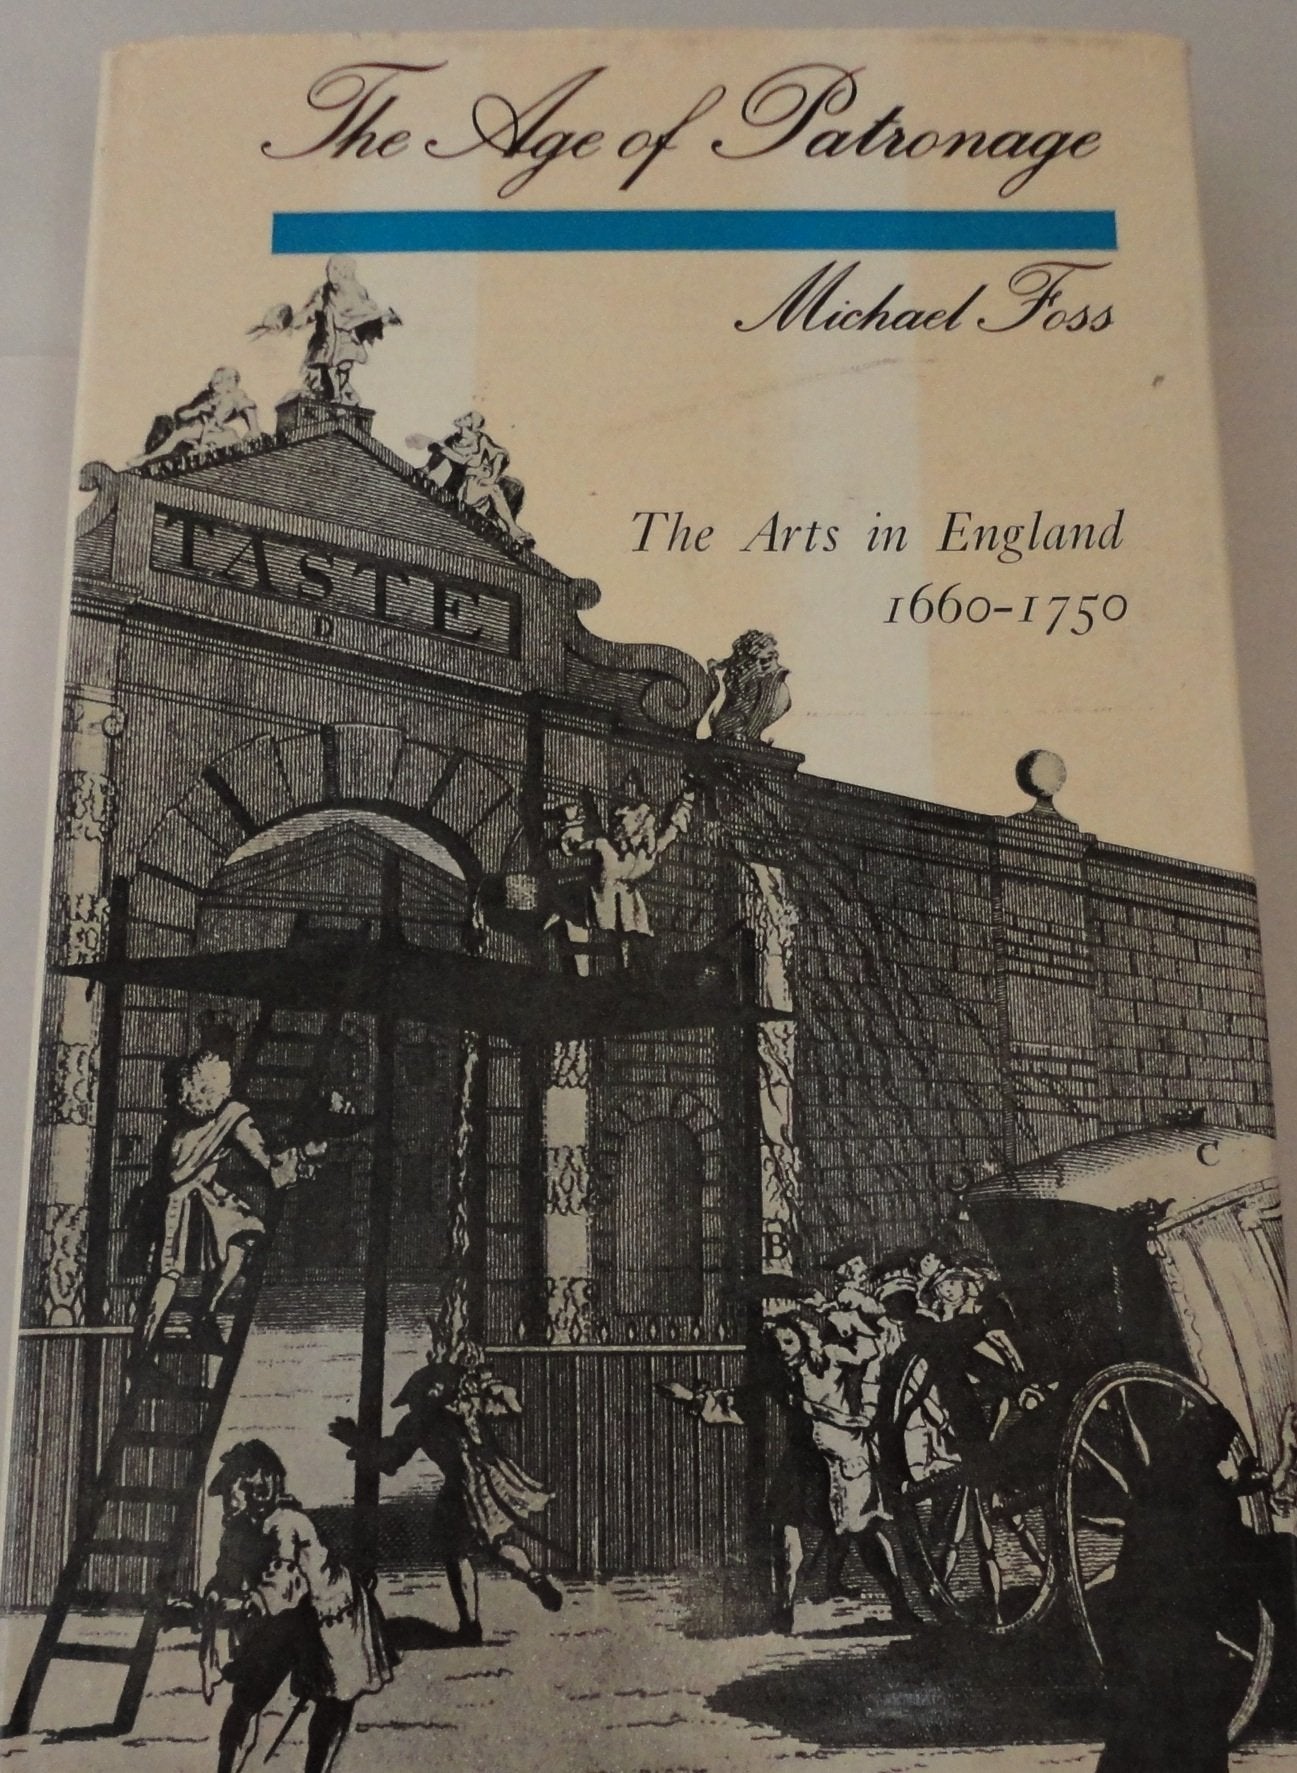 The Age of Patronage
Michael Foss
The Arts in England
1660–1750
TASTE
D
A
B
C